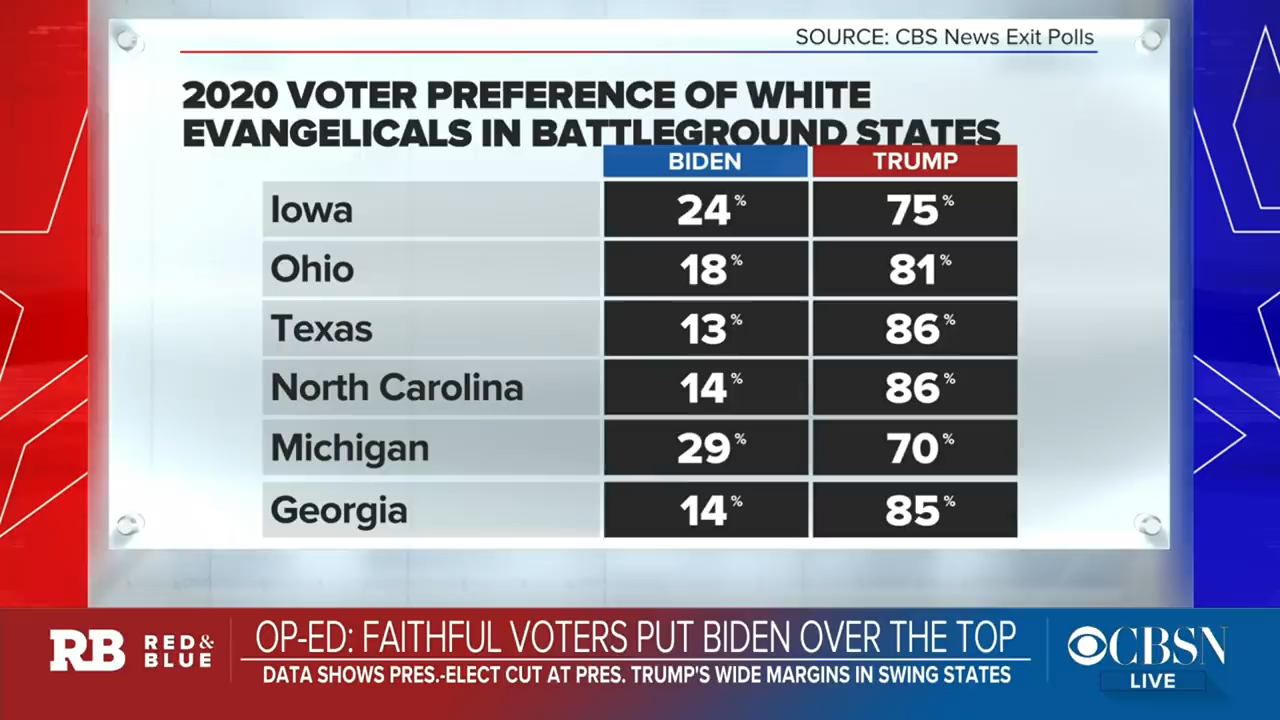 SOURCE: CBS News Exit Polls
2020 VOTER PREFERENCE OF WHITE
EVANGELICALS IN BATTLEGROUND STATES
BIDEN TRUMP
Iowa 24% 75%
Ohio 18% 81%
Texas 13% 86%
North Carolina 14% 86%
Michigan 29% 70%
Georgia 14% 85%
RB RED & BLUE
OP-ED: FAITHFUL VOTERS PUT BIDEN OVER THE TOP
DATA SHOWS PRES.-ELECT CUT AT PRES. TRUMP'S WIDE MARGINS IN SWING STATES
CBSN
LIVE